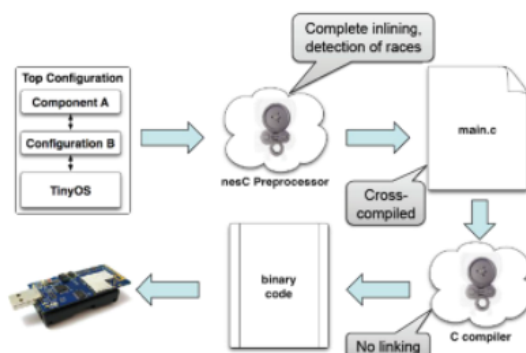 Complete inlining,
detection of races
Top Configuration
Component A
Configuration B
TinyOS
nesC Preprocessor
main.c
Cross-
compiled
binary
code
C compiler
No linking